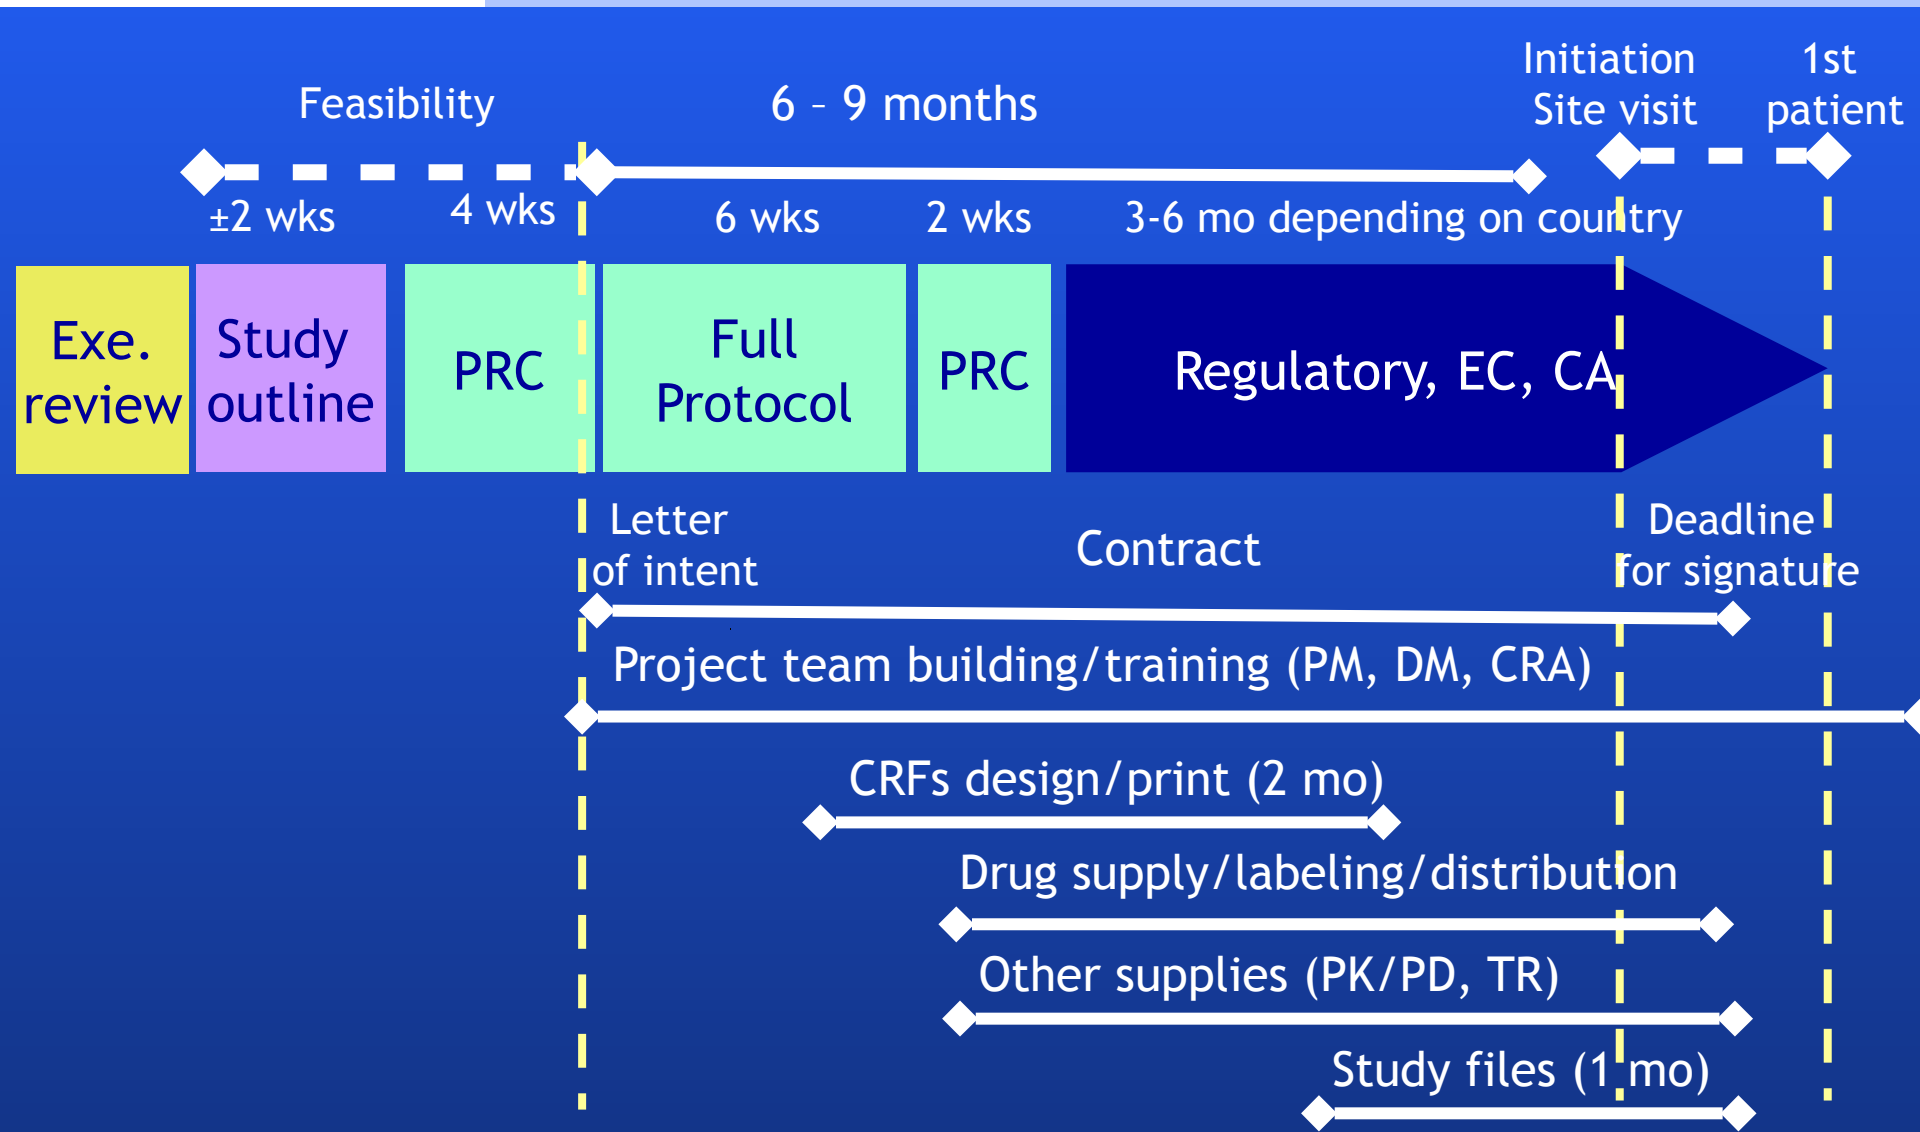 Initiation
Site visit
1st
patient
Feasibility
6 – 9 months
±2 wks
4 wks
6 wks
2 wks
3-6 mo depending on country
Exe.
review
Study
outline
PRC
Full
Protocol
PRC
Regulatory, EC, CA
Letter
of intent
Contract
Deadline
for signature
Project team building/training (PM, DM, CRA)
CRFs design/print (2 mo)
Drug supply/labeling/distribution
Other supplies (PK/PD, TR)
Study files (1 mo)